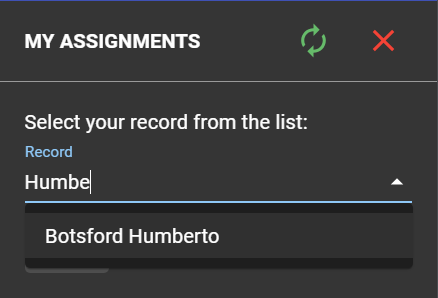 MY ASSIGNMENTS
Select your record from the list:
Record
Humbe
Botsford Humberto